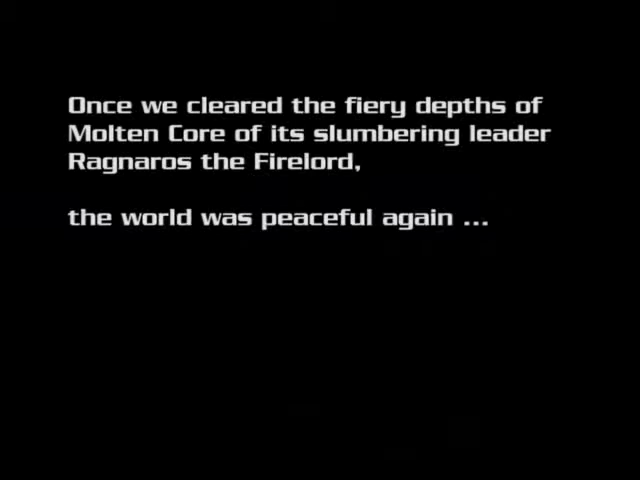 Once we cleared the fiery depths of
Molten Core of its slumbering leader
Ragnaros the Firelord,
the world was peaceful again ...